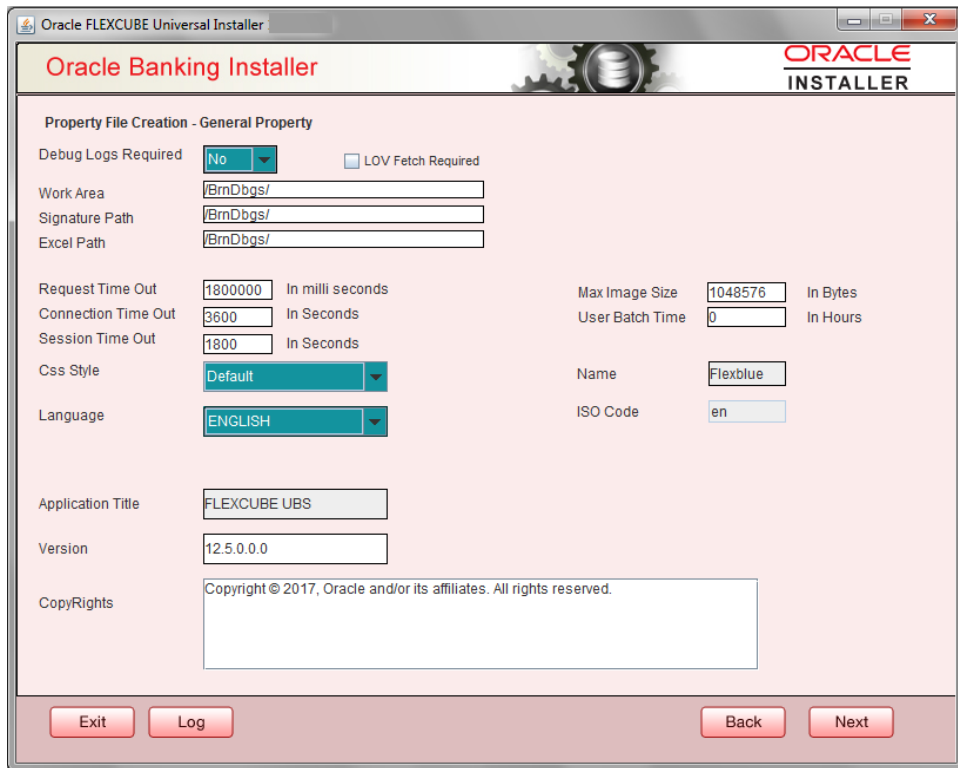 Oracle FLEXCUBE Universal Installer
Oracle Banking Installer
ORACLE
INSTALLER
Property File Creation - General Property
Debug Logs Required No LOV Fetch Required
Work Area /BrnDbgs/
Signature Path /BrnDbgs/
Excel Path /BrnDbgs/
Request Time Out 1800000 In milli seconds Max Image Size 1048576 In Bytes
Connection Time Out 3600 In Seconds User Batch Time 0 In Hours
Session Time Out 1800 In Seconds
Css Style Default Name Flexblue
Language ENGLISH ISO Code en
Application Title FLEXCUBE UBS
Version 12.5.0.0.0
CopyRights Copyright © 2017, Oracle and/or its affiliates. All rights reserved.
Exit Log Back Next